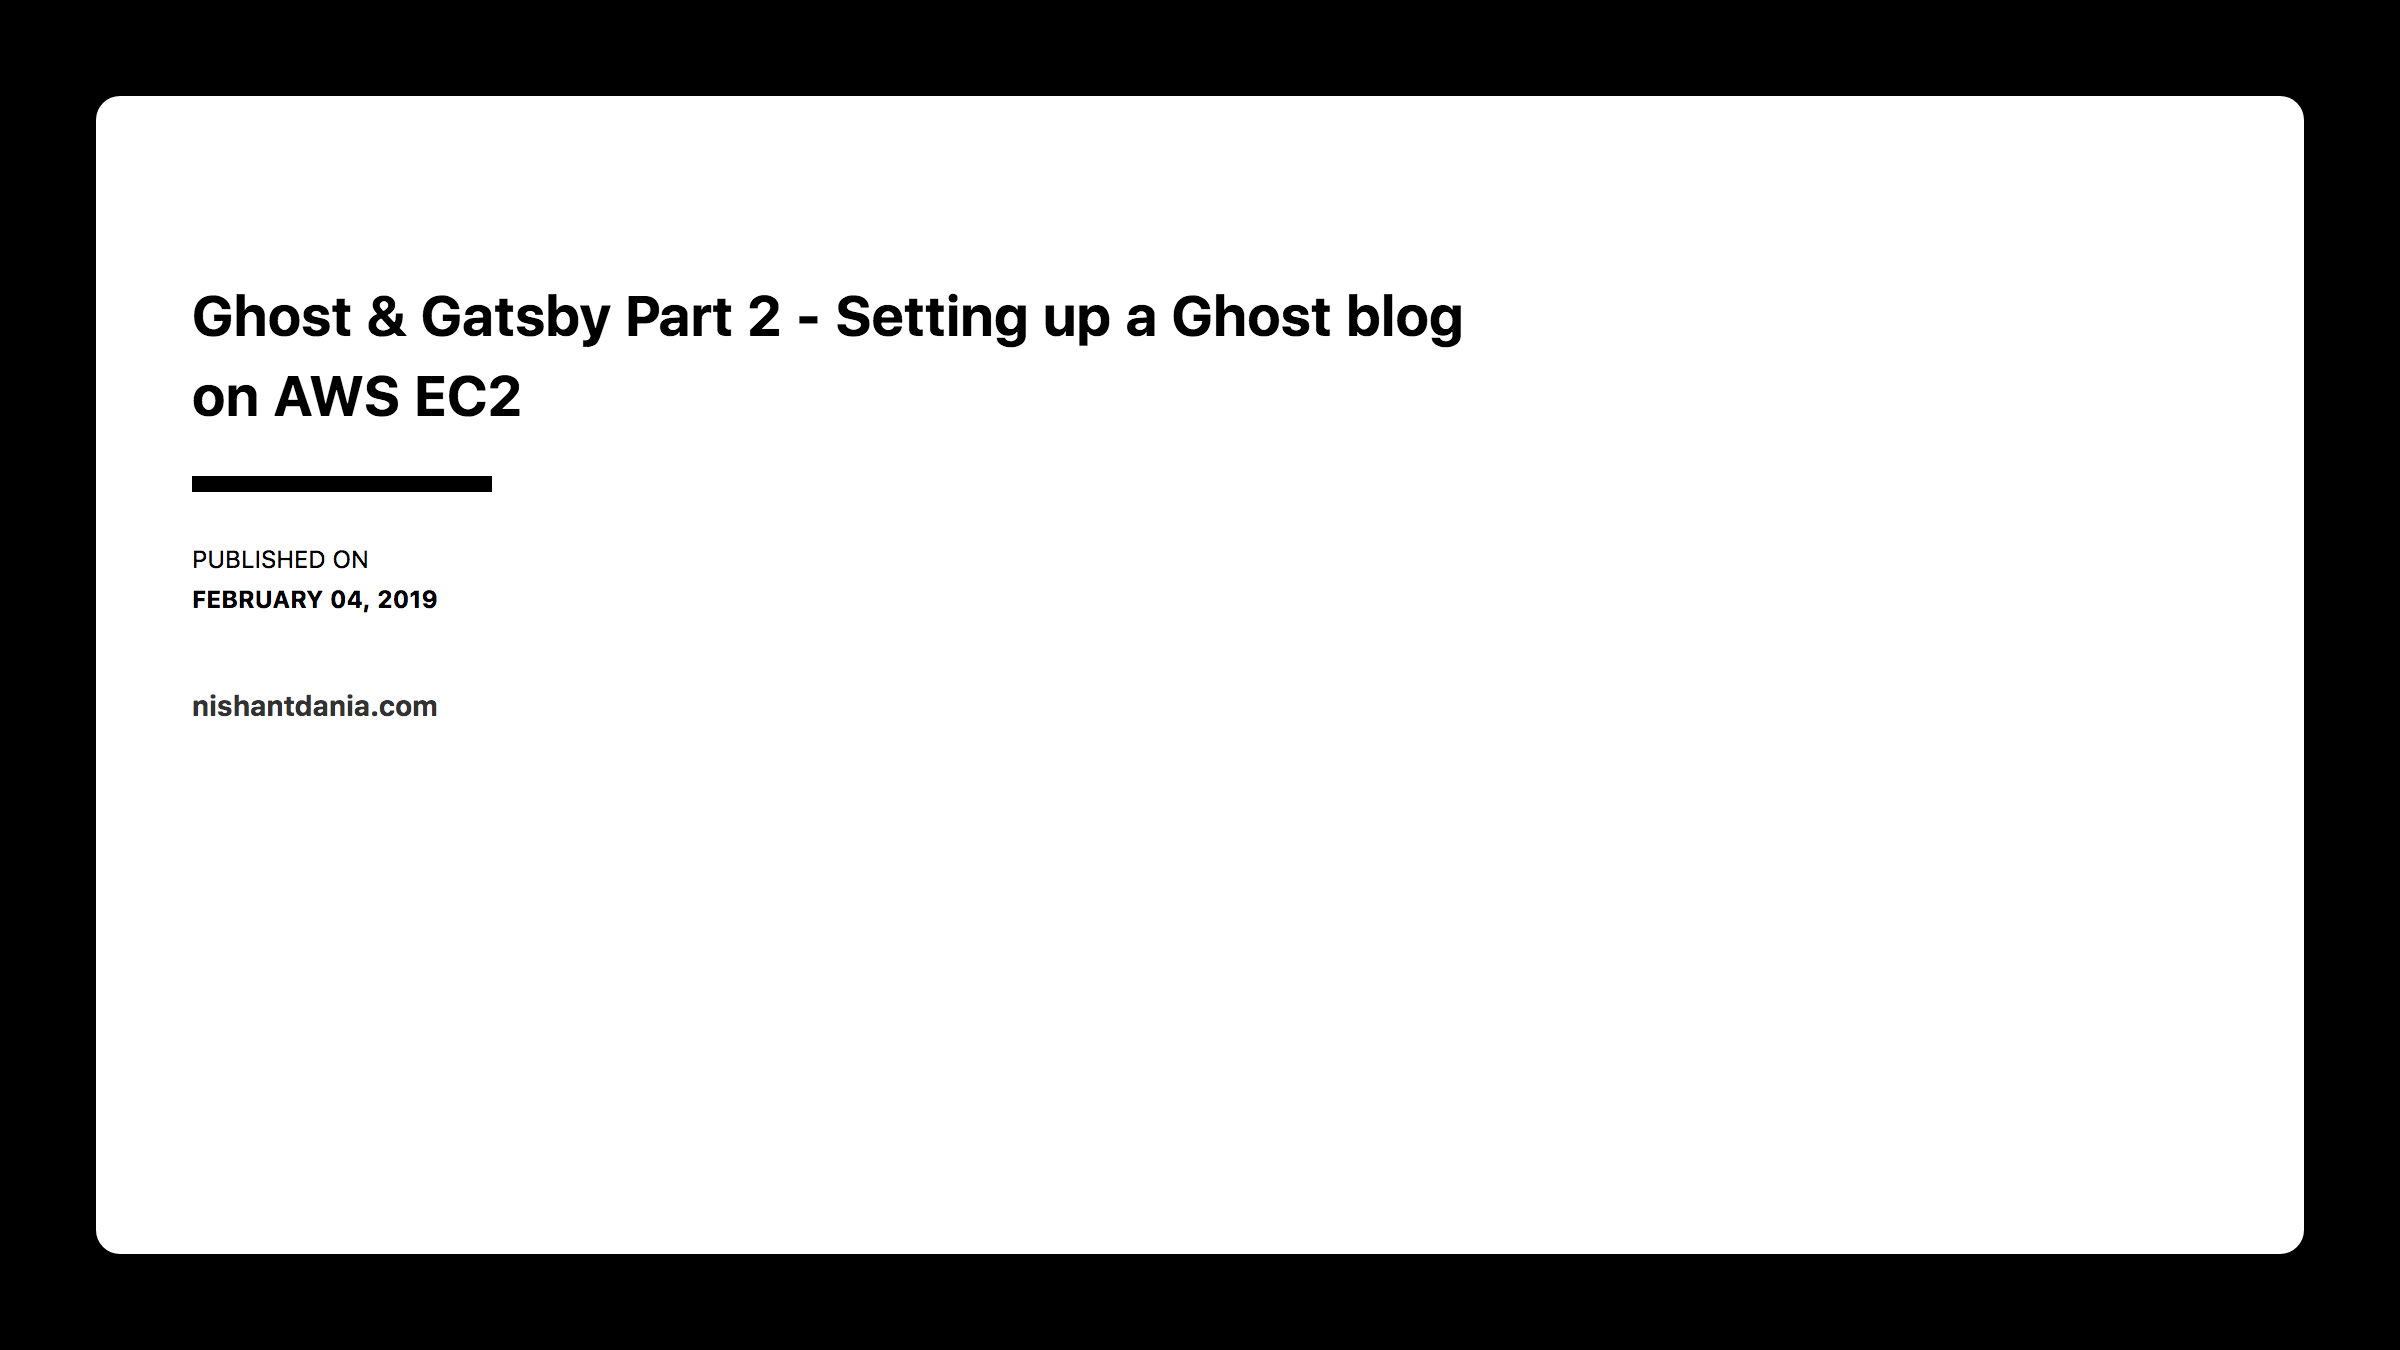 Ghost & Gatsby Part 2 - Setting up a Ghost blog
on AWS EC2
PUBLISHED ON
FEBRUARY 04, 2019
nishantdania.com